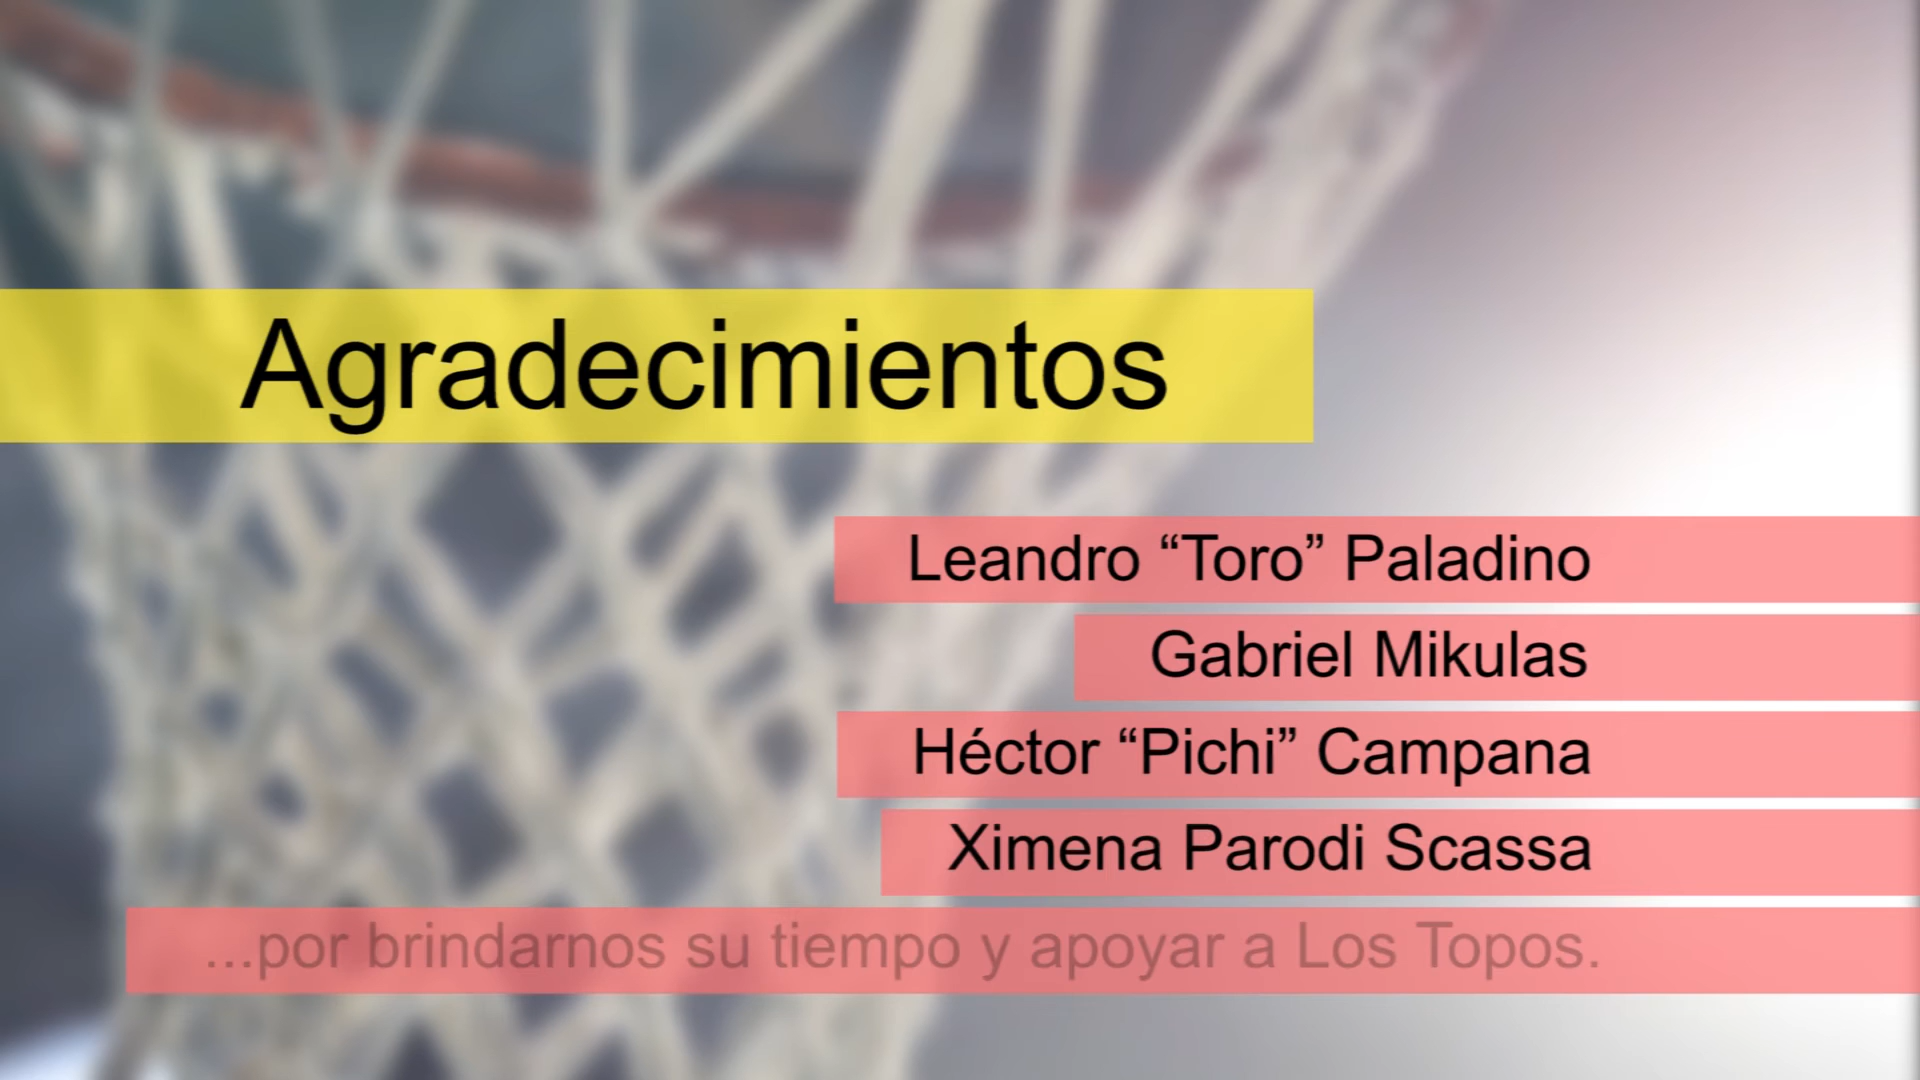 Agradecimientos
Leandro “Toro” Paladino
Gabriel Mikulas
Héctor “Pichi” Campana
Ximena Parodi Scassa
...por brindarnos su tiempo y apoyar a Los Topos.